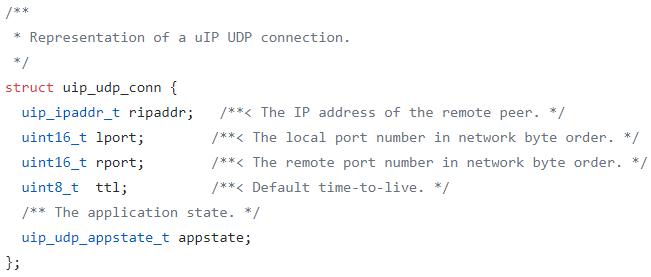 /**
 * Representation of a uIP UDP connection.
 */
struct uip_udp_conn {
  uip_ipaddr_t ripaddr;   /**< The IP address of the remote peer. */
  uint16_t lport;        /**< The local port number in network byte order. */
  uint16_t rport;        /**< The remote port number in network byte order. */
  uint8_t  ttl;          /**< Default time-to-live. */
  /** The application state. */
  uip_udp_appstate_t appstate;
};